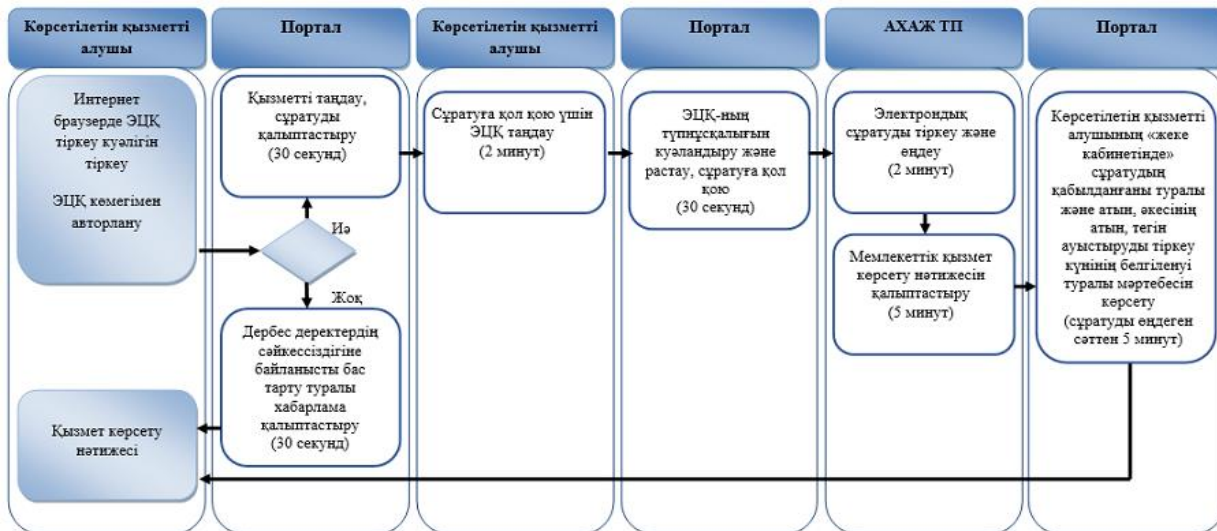 Көрсетілетін қызметті
алушы
Портал
Көрсетілетін қызметті
алушы
Портал
АХАЖ ТП
Портал
Интернет
браузерде ЭЦҚ
тіркеу куәлігін
тіркеу
ЭЦҚ көмегімен
авторлану
Қызметті таңдау,
сұратуды
қалыптастыру
(30 секунд)
Иә
Жоқ
Дербес деректердің
сәйкессіздігіне
байланысты бас
тарту туралы
хабарлама
қалыптастыру
(30 секунд)
Сұратуға қол қою үшін
ЭЦҚ таңдау
(2 минут)
ЭЦҚ-ның
түпнұсқалығын
куәландыру және
растау, сұратуға қол
қою
(30 секунд)
Электрондық
сұратуды тіркеу және
өңдеу
(2 минут)
Мемлекеттік қызмет
көрсету нәтижесін
қалыптастыру
(5 минут)
Көрсетілетін қызметті
алушының «жеке
кабинетінде»
сұратудың
қабылданғаны туралы
және атын, әкесінің
атын, тегін
ауыстыруды тіркеу
күнінің белгіленуі
туралы мәртебесін
көрсету
(сұратуды өңдеген
сәттен 5 минут)
Қызмет көрсету
нәтижесі